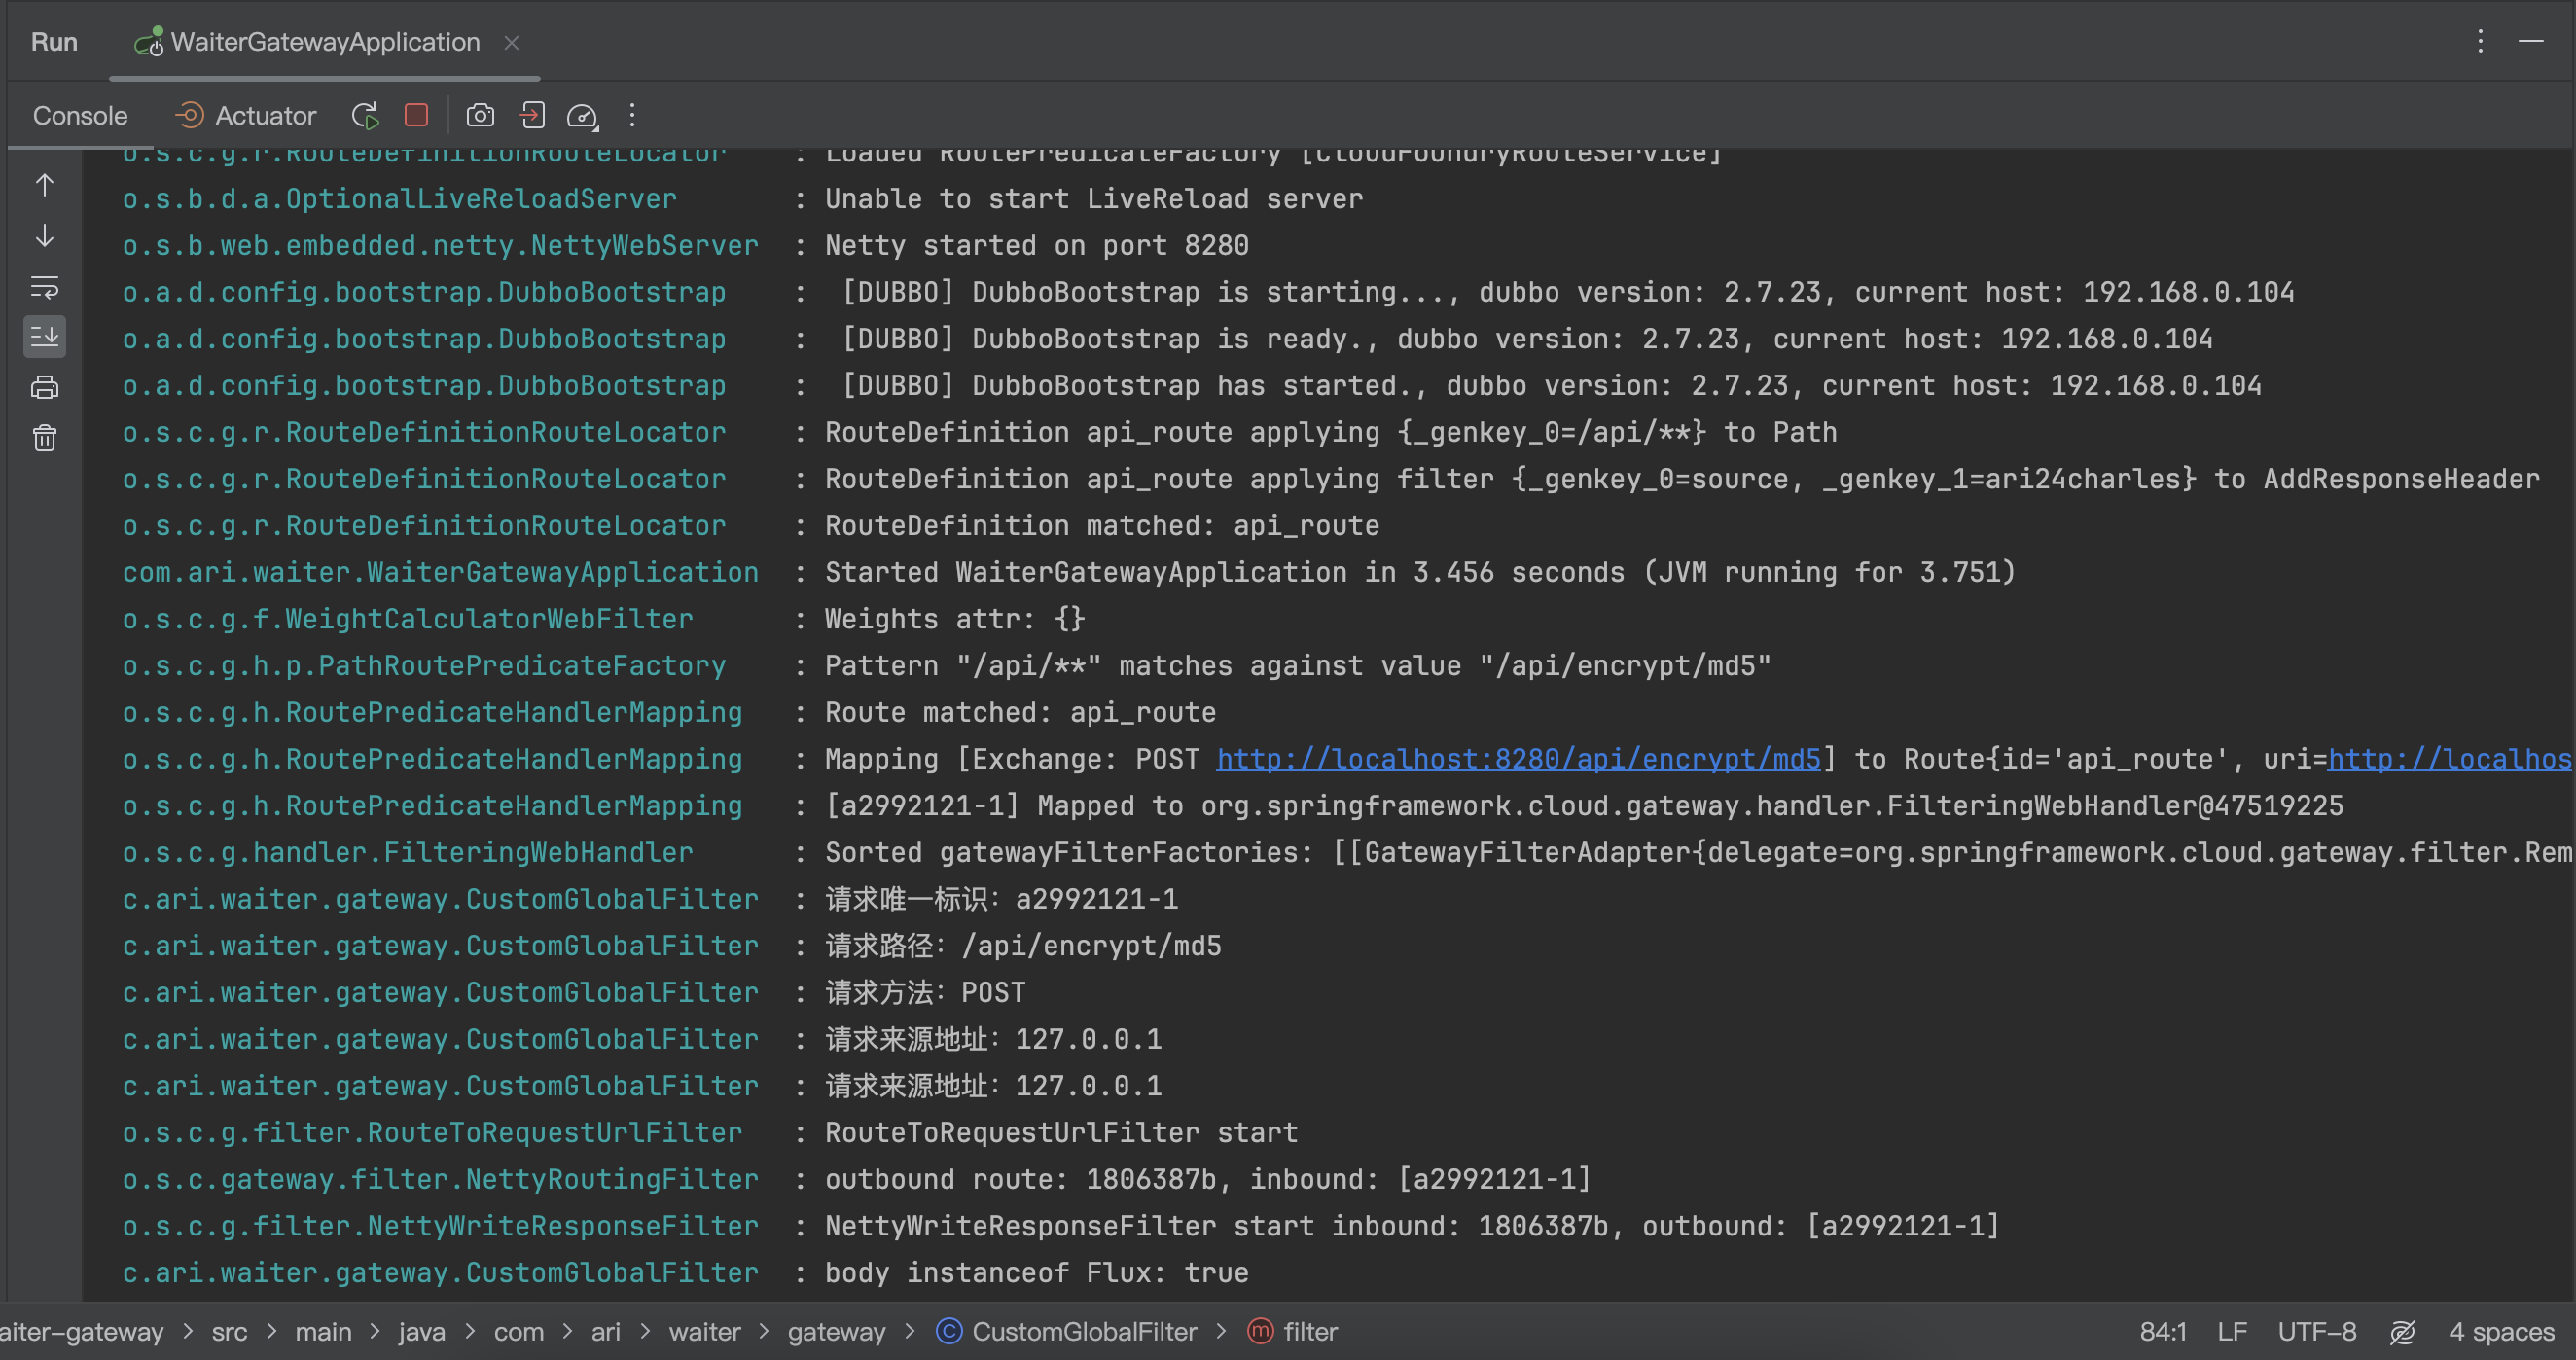 Run WaiterGatewayApplication
Console Actuator
o.s.c.g.r.RouteDefinitionRouteLocator : Loaded RoutePredicateFactory [CloudFoundryRouteService]
o.s.b.d.a.OptionalLiveReloadServer : Unable to start LiveReload server
o.s.b.web.embedded.netty.NettyWebServer : Netty started on port 8280
o.a.d.config.bootstrap.DubboBootstrap : [DUBBO] DubboBootstrap is starting..., dubbo version: 2.7.23, current host: 192.168.0.104
o.a.d.config.bootstrap.DubboBootstrap : [DUBBO] DubboBootstrap is ready., dubbo version: 2.7.23, current host: 192.168.0.104
o.a.d.config.bootstrap.DubboBootstrap : [DUBBO] DubboBootstrap has started., dubbo version: 2.7.23, current host: 192.168.0.104
o.s.c.g.r.RouteDefinitionRouteLocator : RouteDefinition api_route applying {_genkey_0=/api/**} to Path
o.s.c.g.r.RouteDefinitionRouteLocator : RouteDefinition api_route applying filter {_genkey_0=source, _genkey_1=ari24charles} to AddResponseHeader
o.s.c.g.r.RouteDefinitionRouteLocator : RouteDefinition matched: api_route
com.ari.waiter.WaiterGatewayApplication : Started WaiterGatewayApplication in 3.456 seconds (JVM running for 3.751)
o.s.c.g.f.WeightCalculatorWebFilter : Weights attr: {}
o.s.c.g.h.p.PathRoutePredicateFactory : Pattern "/api/**" matches against value "/api/encrypt/md5"
o.s.c.g.h.RoutePredicateHandlerMapping : Route matched: api_route
o.s.c.g.h.RoutePredicateHandlerMapping : Mapping [Exchange: POST http://localhost:8280/api/encrypt/md5] to Route{id='api_route', uri=http://localhos
o.s.c.g.h.RoutePredicateHandlerMapping : [a2992121-1] Mapped to org.springframework.cloud.gateway.handler.FilteringWebHandler@47519225
o.s.c.g.handler.FilteringWebHandler : Sorted gatewayFilterFactories: [[GatewayFilterAdapter{delegate=org.springframework.cloud.gateway.filter.Rem
c.ari.waiter.gateway.CustomGlobalFilter : 请求唯一标识：a2992121-1
c.ari.waiter.gateway.CustomGlobalFilter : 请求路径：/api/encrypt/md5
c.ari.waiter.gateway.CustomGlobalFilter : 请求方法：POST
c.ari.waiter.gateway.CustomGlobalFilter : 请求来源地址：127.0.0.1
c.ari.waiter.gateway.CustomGlobalFilter : 请求来源地址：127.0.0.1
o.s.c.g.filter.RouteToRequestUrlFilter : RouteToRequestUrlFilter start
o.s.c.gateway.filter.NettyRoutingFilter : outbound route: 1806387b, inbound: [a2992121-1]
o.s.c.g.filter.NettyWriteResponseFilter : NettyWriteResponseFilter start inbound: 1806387b, outbound: [a2992121-1]
c.ari.waiter.gateway.CustomGlobalFilter : body instanceof Flux: true
aiter-gateway > src > main > java > com > ari > waiter > gateway > CustomGlobalFilter > filter 84:1 LF UTF-8 4 spaces